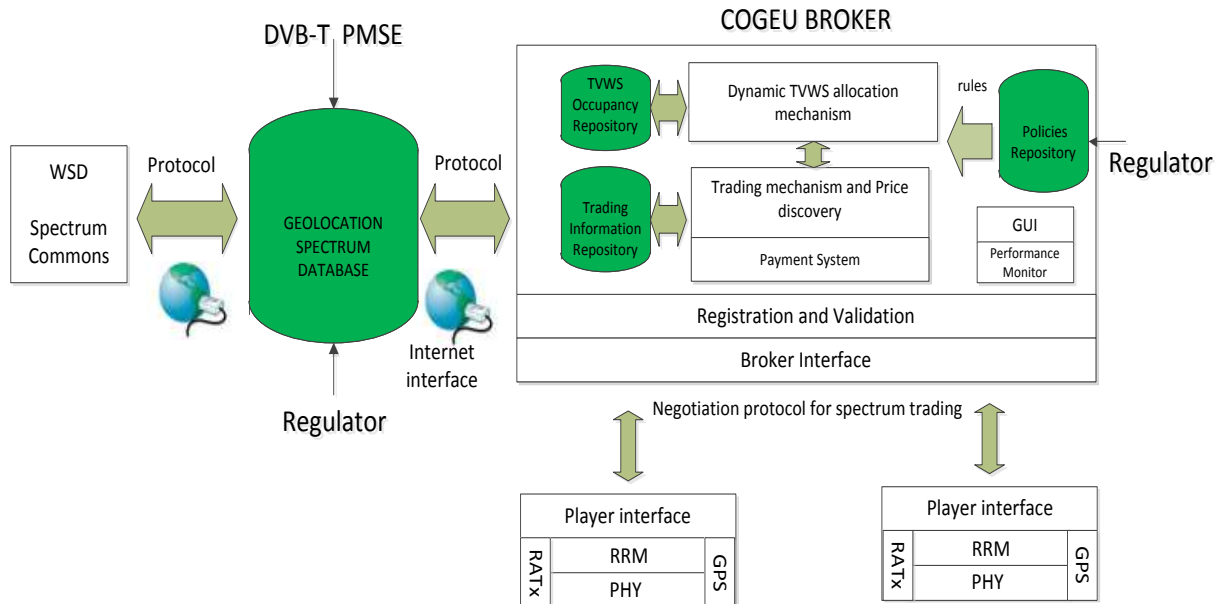 DVB-T PMSE
COGEU BROKER
WSD
Spectrum
Commons
Protocol
GEOLOCATION
SPECTRUM
DATABASE
Protocol
Internet
interface
Regulator
TVWS
Occupancy
Repository
Dynamic TVWS allocation
mechanism
rules
Policies
Repository
Regulator
Trading
Information
Repository
Trading mechanism and Price
discovery
Payment System
GUI
Performance
Monitor
Registration and Validation
Broker Interface
Negotiation protocol for spectrum trading
Player interface
RATx
RRM
PHY
GPS
Player interface
RATx
RRM
PHY
GPS